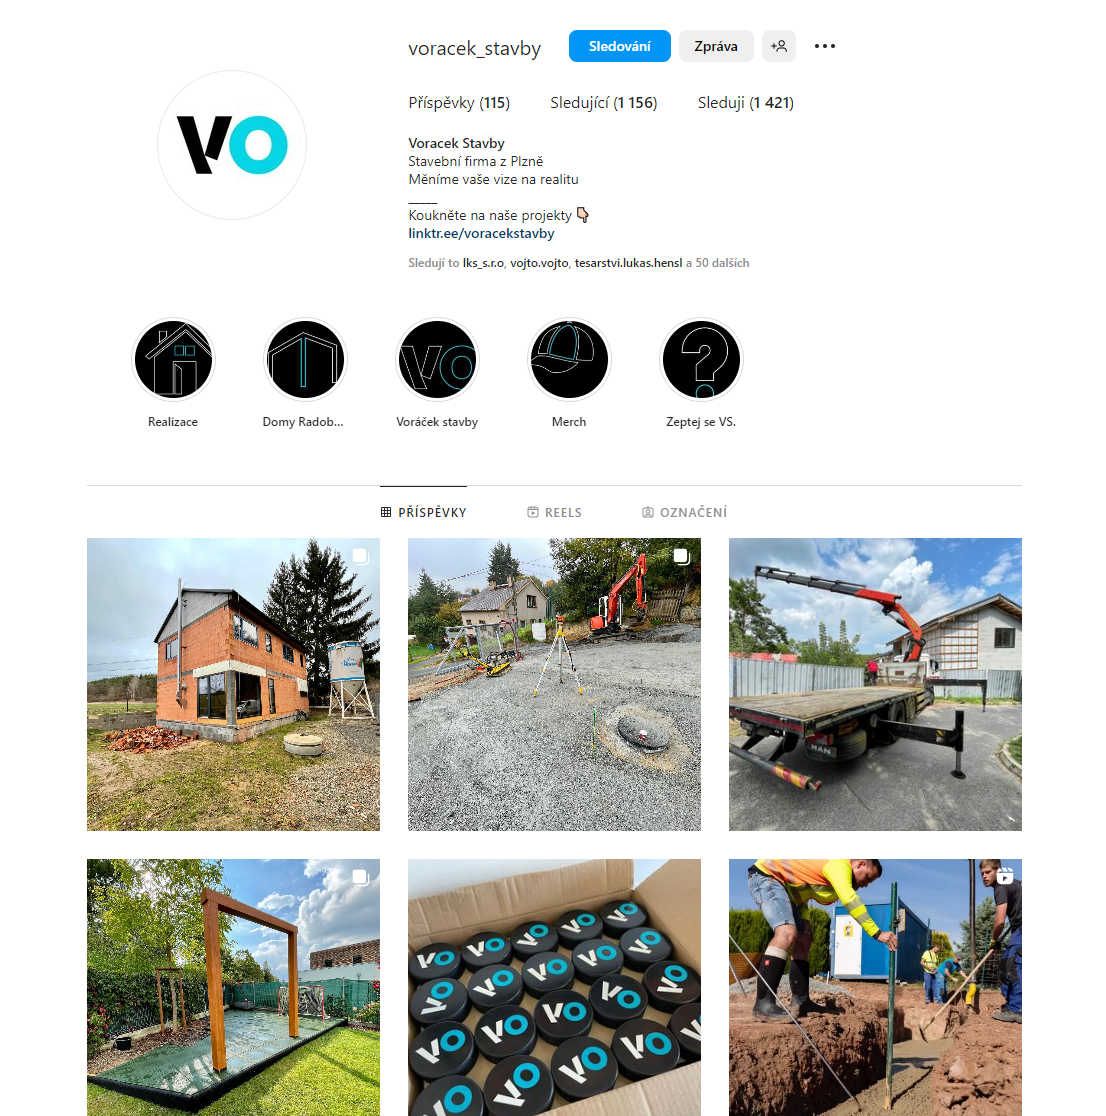 voracek_stavby Sledování Zpráva
Příspěvky (115) Sledující (1 156) Sleduji (1 421)
VO
Voracek Stavby
Stavební firma z Plzně
Měníme vaše vize na realitu
_____
Koukněte na naše projekty 👇🏻
linktr.ee/voracekstavby
Sledují to lks_s.r.o, vojto.vojto, tesarstvi.lukas.hensl a 50 dalších
VO
Realizace Domy Radob... Voráček stavby Merch Zeptej se VS.
PŘÍSPĚVKY REELS OZNAČENÍ
MAN
VO VO VO VO VO
VO VO VO VO VO
VO VO VO VO
VO VO VO